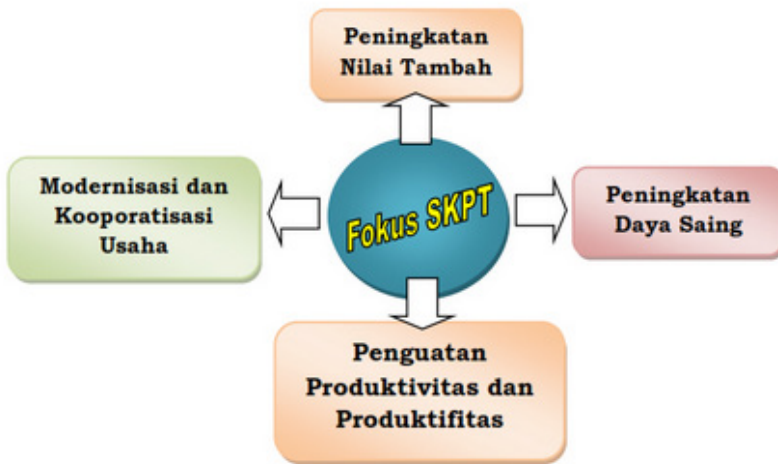 Peningkatan
Nilai Tambah
Modernisasi dan
Kooporatisasi
Usaha
Fokus SKPT
Peningkatan
Daya Saing
Penguatan
Produktivitas dan
Produktifitas